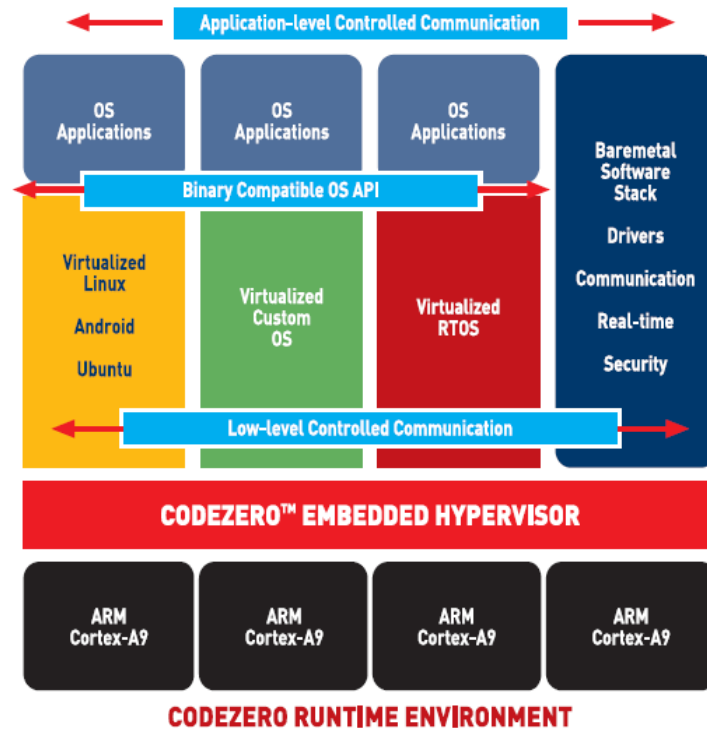 Application-level Controlled Communication
OS
Applications
OS
Applications
OS
Applications
Baremetal
Software
Stack
Drivers
Communication
Real-time
Security
Binary Compatible OS API
Virtualized
Linux
Android
Ubuntu
Virtualized
Custom
OS
Virtualized
RTOS
Low-level Controlled Communication
CODEZERO™ EMBEDDED HYPERVISOR
ARM
Cortex-A9
ARM
Cortex-A9
ARM
Cortex-A9
ARM
Cortex-A9
CODEZERO RUNTIME ENVIRONMENT